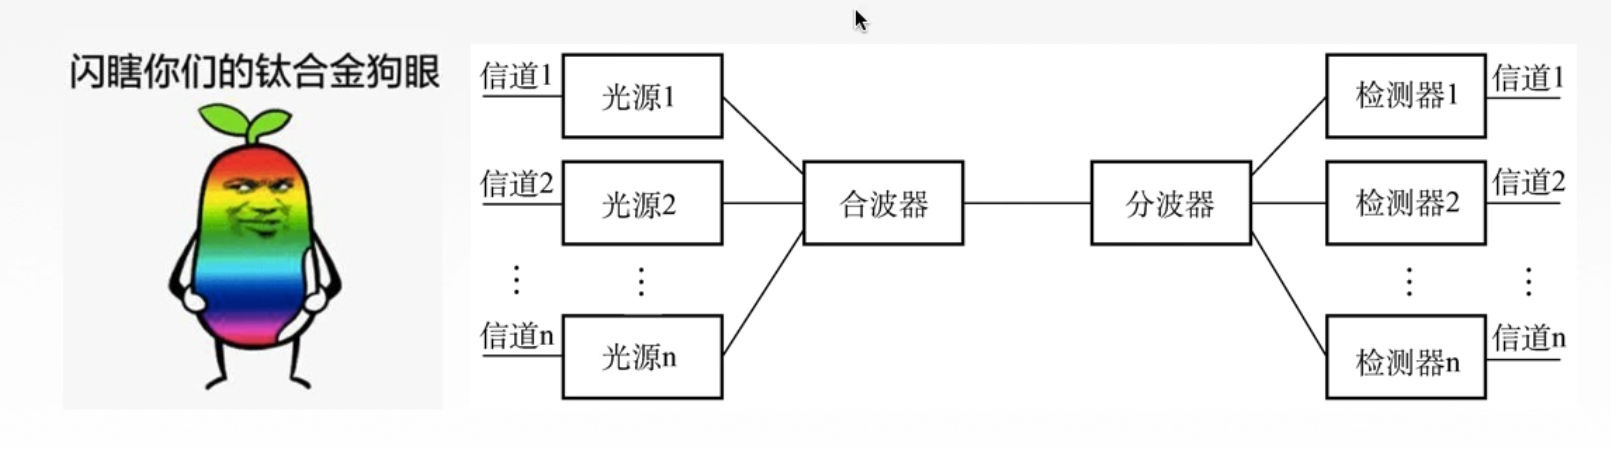 闪瞎你们的钛合金狗眼
信道1
光源1
检测器1
信道1
信道2
光源2
合波器
分波器
检测器2
信道2
⋮
⋮
⋮
⋮
信道n
光源n
检测器n
信道n